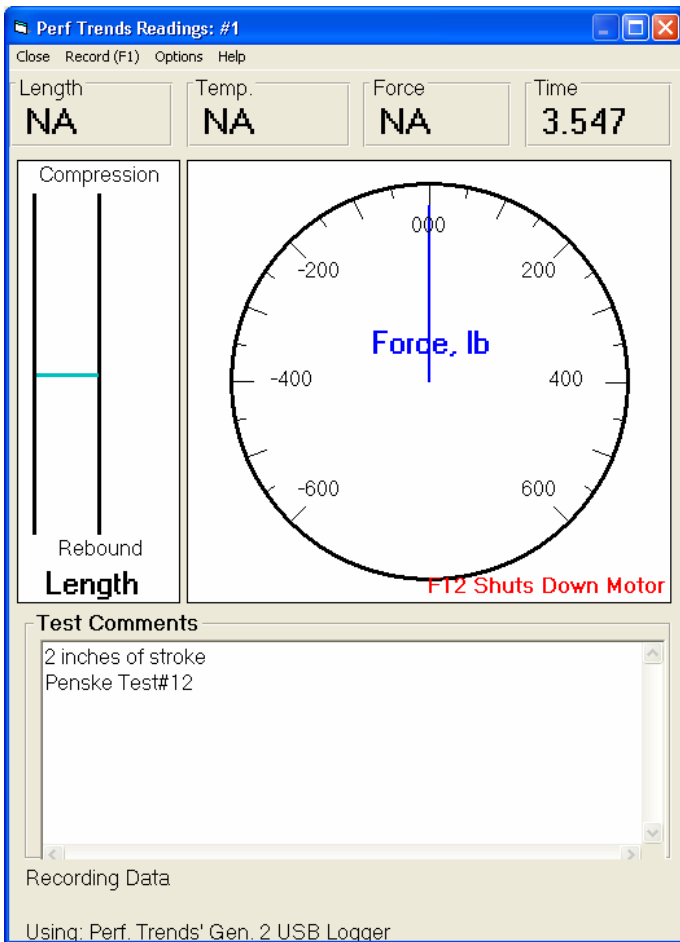 Perf Trends Readings: #1
Close Record (F1) Options Help
Length Temp. Force Time
NA NA NA 3.547
Compression
000
-200 200
Force, lb
-400 400
-600 600
Rebound
Length
F12 Shuts Down Motor
Test Comments
2 inches of stroke
Penske Test#12
Recording Data
Using: Perf. Trends' Gen. 2 USB Logger